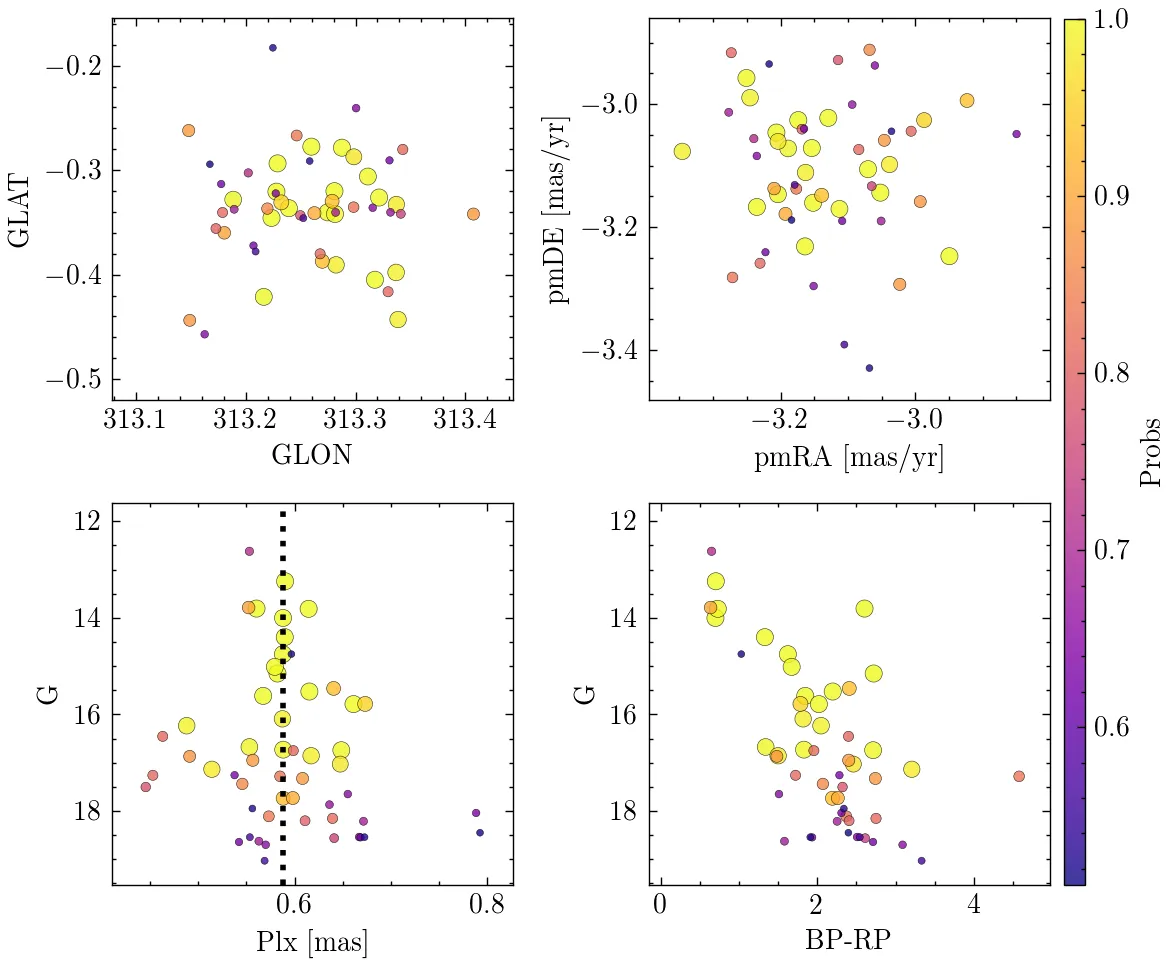 −0.2
−0.3
−0.4
−0.5
GLAT
313.1 313.2 313.3 313.4
GLON
−3.0
−3.2
−3.4
pmDE [mas/yr]
−3.2 −3.0
pmRA [mas/yr]
12
14
16
18
G
0.6 0.8
Plx [mas]
12
14
16
18
G
0 2 4
BP-RP
1.0
0.9
0.8
0.7
0.6
Probs